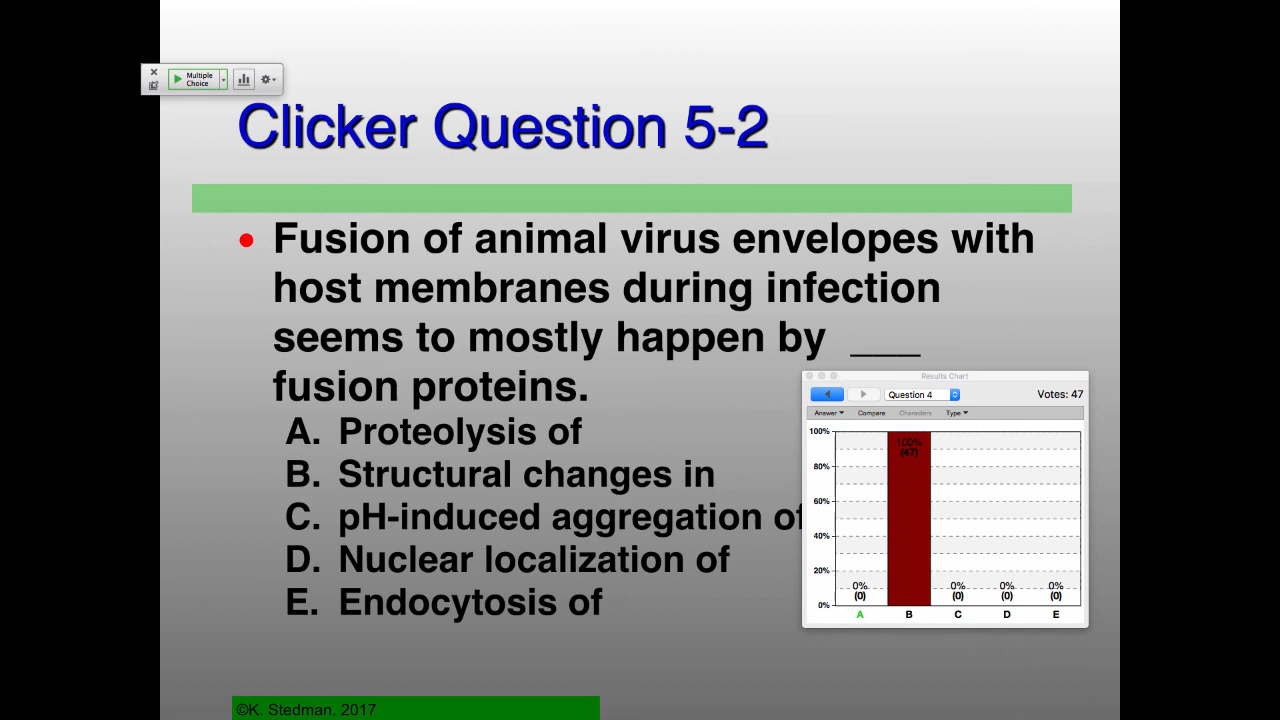 Multiple
Choice
Clicker Question 5-2
• Fusion of animal virus envelopes with
host membranes during infection
seems to mostly happen by ___
fusion proteins.
A. Proteolysis of
B. Structural changes in
C. pH-induced aggregation of
D. Nuclear localization of
E. Endocytosis of
Results Chart
Question 4
Votes: 47
Answer Compare Characters Type
100%
80%
60%
40%
20%
0%
100%
(47)
0% 0% 0% 0%
(0) (0) (0) (0)
A B C D E
©K. Stedman. 2017